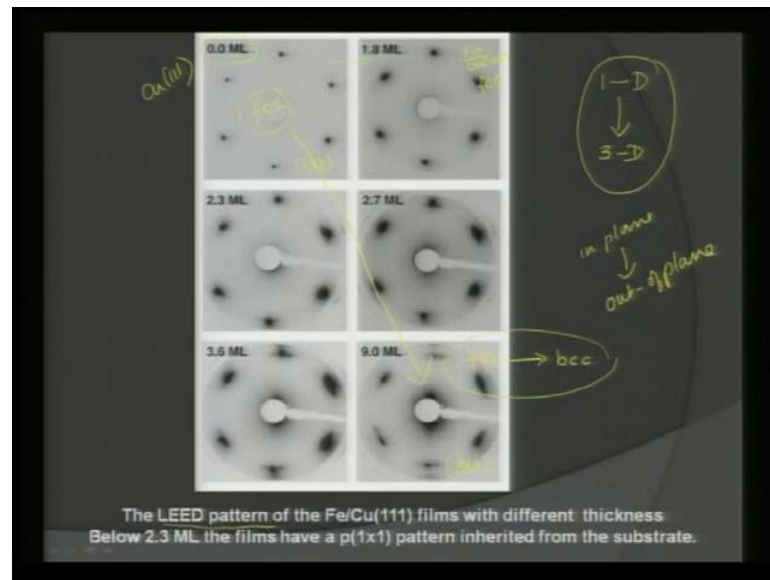 Cu(111)
0.0 ML
1.8 ML
fcc
1-D
3-D
2.3 ML
2.7 ML
in plane
out-of plane
3.6 ML
9.0 ML
bcc
The LEED pattern of the Fe/Cu(111) films with different thickness
Below 2.3 ML the films have a p(1x1) pattern inherited from the substrate.